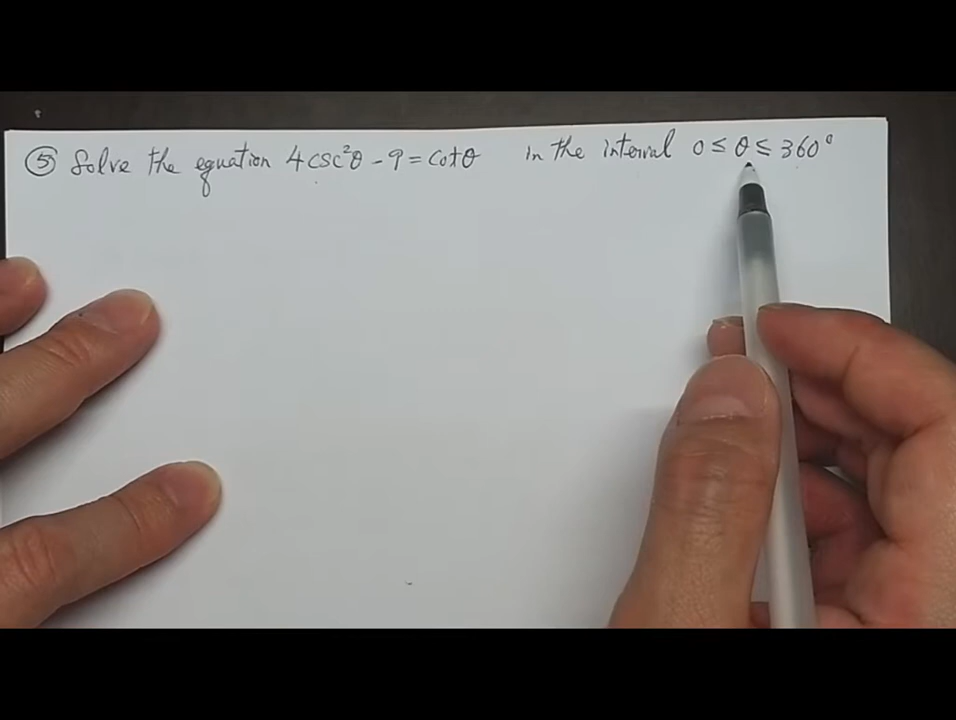 ⑤ Solve the equation 4csc²θ - 9 = cotθ in the interval 0 ≤ θ ≤ 360°